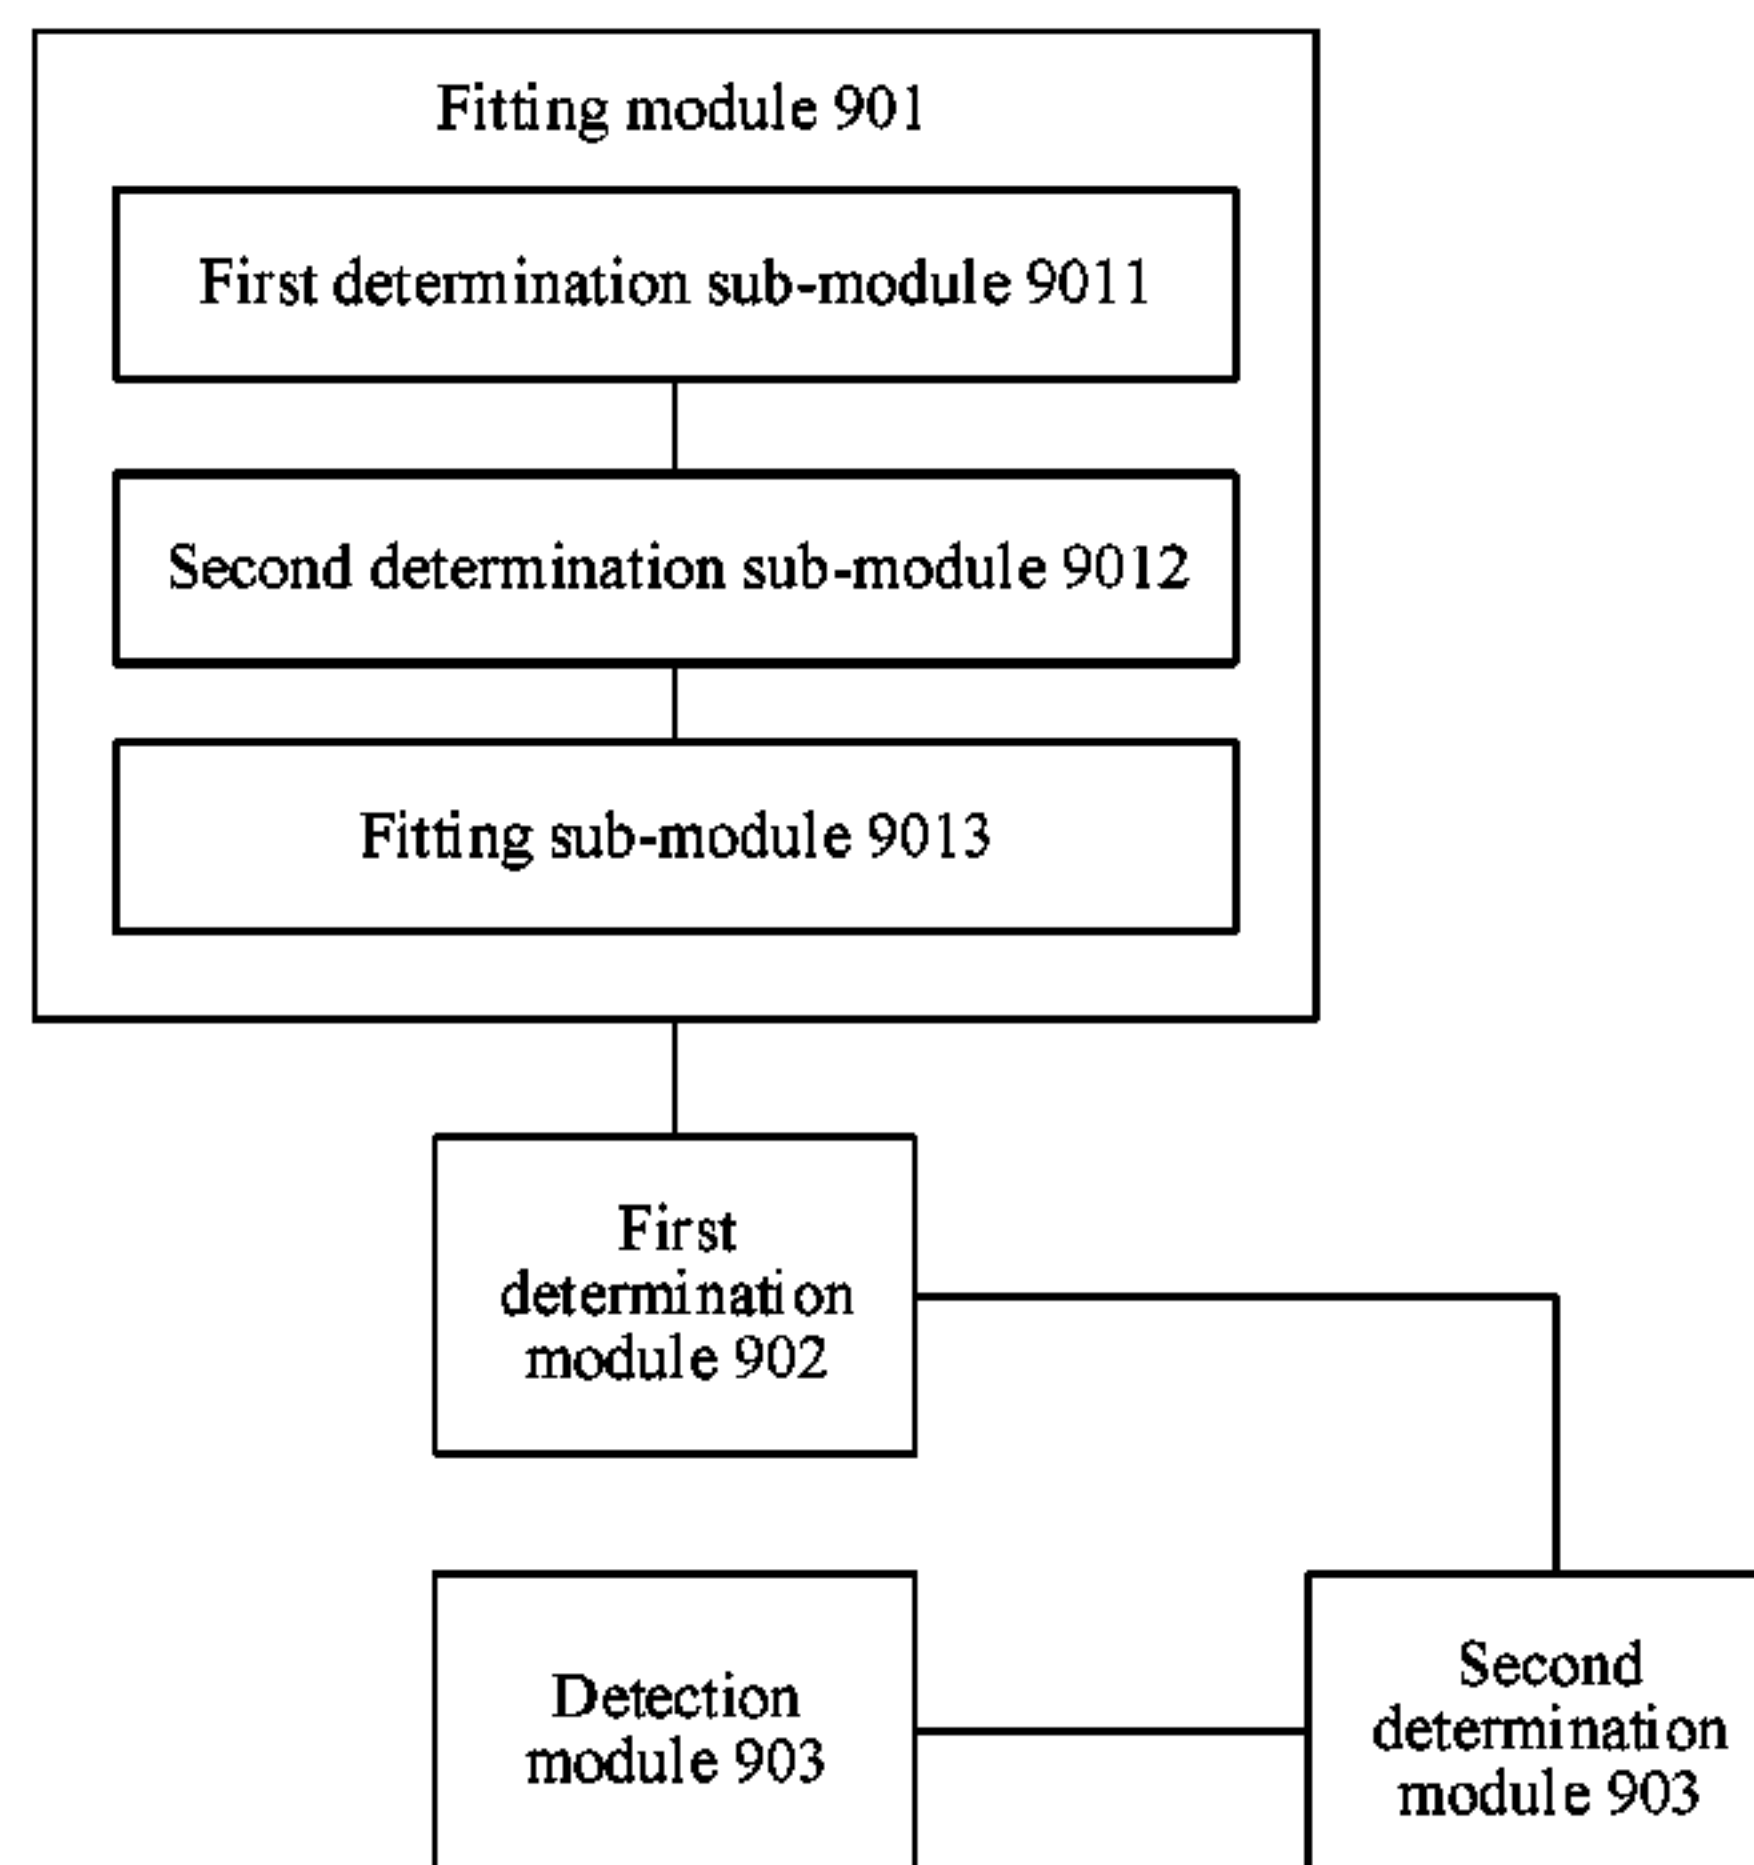 Fitting module 901
First determination sub-module 9011
Second determination sub-module 9012
Fitting sub-module 9013
First
determination
module 902
Detection
module 903
Second
determination
module 903